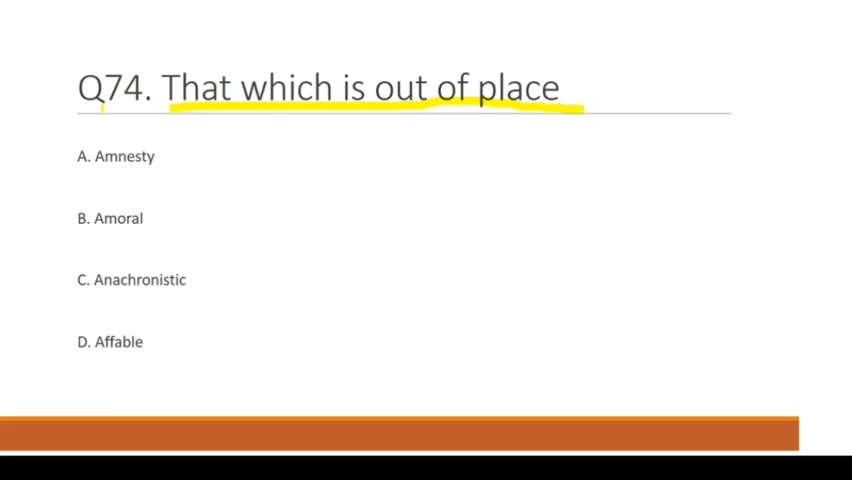 Q74. That which is out of place
A. Amnesty
B. Amoral
C. Anachronistic
D. Affable